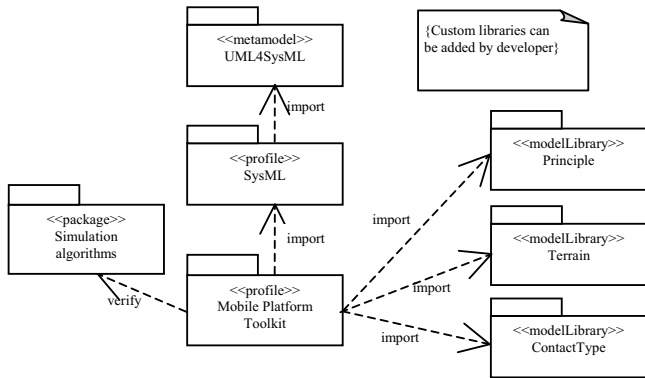 <<metamodel>>
UML4SysML
{Custom libraries can
be added by developer}
import
<<profile>>
SysML
<<modelLibrary>>
Principle
import
import
<<package>>
Simulation
algorithms
<<modelLibrary>>
Terrain
verify
<<profile>>
Mobile Platform
Toolkit
import
import
<<modelLibrary>>
ContactType